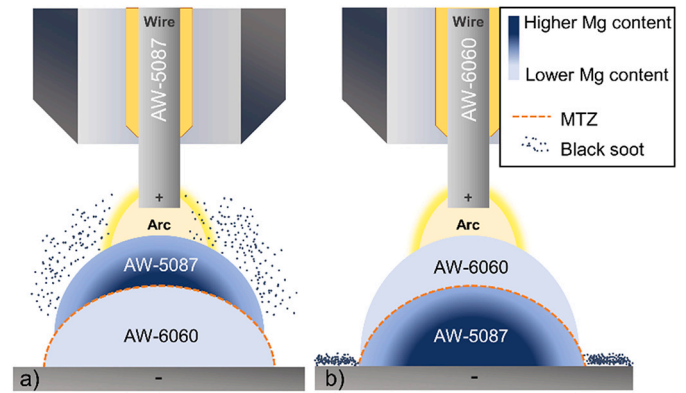 Wire
AW-5087
+
Arc
AW-5087
AW-6060
a)
-
Wire
AW-6060
+
Arc
AW-6060
AW-5087
b)
-
Higher Mg content
Lower Mg content
MTZ
Black soot